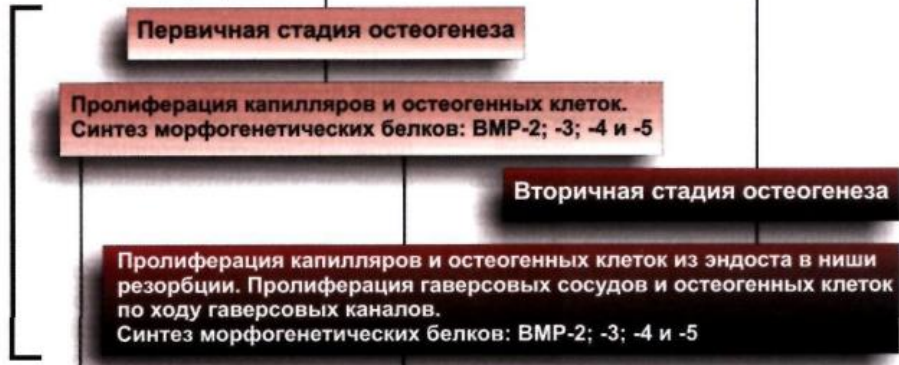 Первичная стадия остеогенеза
Пролиферация капилляров и остеогенных клеток.
Синтез морфогенетических белков: BMP-2; -3; -4 и -5
Вторичная стадия остеогенеза
Пролиферация капилляров и остеогенных клеток из эндоста в ниши
резорбции. Пролиферация гаверсовых сосудов и остеогенных клеток
по ходу гаверсовых каналов.
Синтез морфогенетических белков: BMP-2; -3; -4 и -5